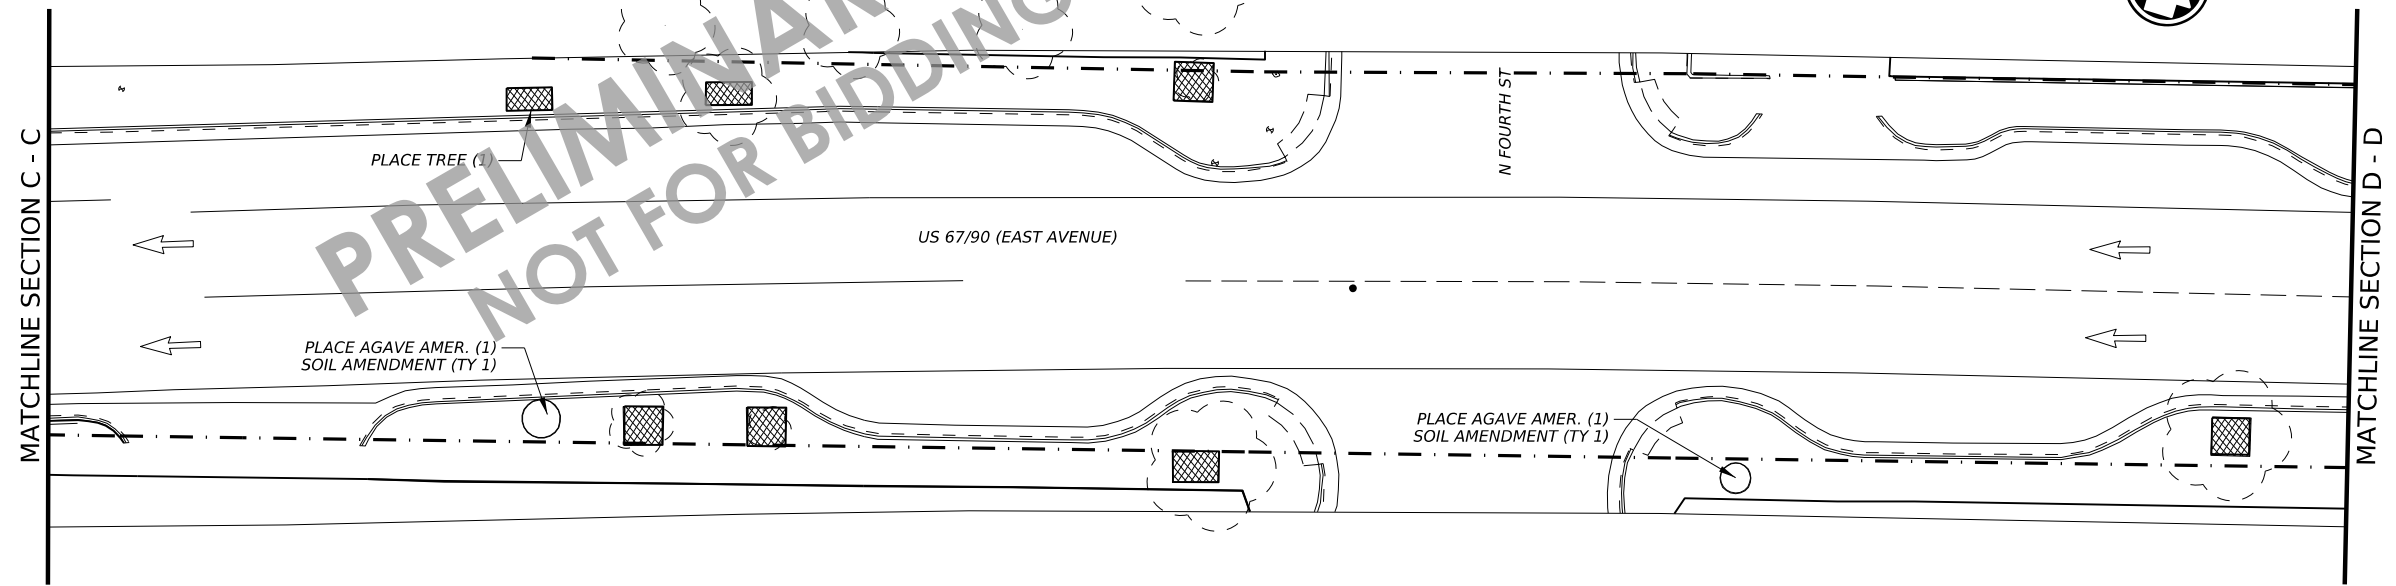 PRELIMINAR
NOT FOR BIDDING
MATCHLINE SECTION C - C
PLACE TREE (1)
N FOURTH ST
US 67/90 (EAST AVENUE)
PLACE AGAVE AMER. (1)
SOIL AMENDMENT (TY 1)
PLACE AGAVE AMER. (1)
SOIL AMENDMENT (TY 1)
MATCHLINE SECTION D - D